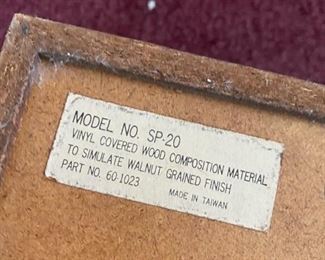 MODEL NO. SP-20
VINYL COVERED WOOD COMPOSITION MATERIAL
TO SIMULATE WALNUT GRAINED FINISH
PART NO. 60-1023
MADE IN TAIWAN